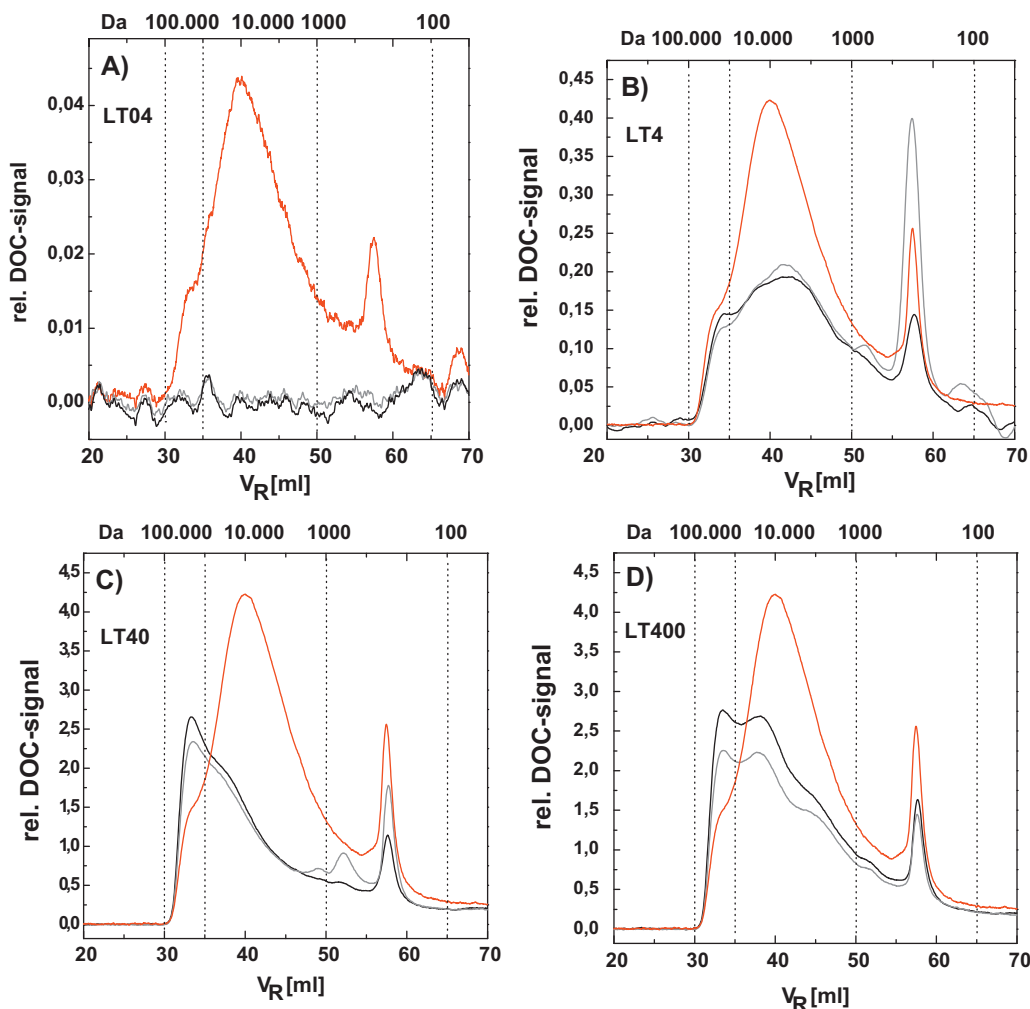 Da 100.000 10.000 1000 100
A)
LT04
0,04
0,03
0,02
0,01
0,00
rel. DOC-signal
20 30 40 50 60 70
VR[ml]
Da 100.000 10.000 1000 100
B)
LT4
0,45
0,40
0,35
0,30
0,25
0,20
0,15
0,10
0,05
0,00
rel. DOC-signal
20 30 40 50 60 70
VR[ml]
Da 100.000 10.000 1000 100
C)
LT40
4,5
4,0
3,5
3,0
2,5
2,0
1,5
1,0
0,5
0,0
rel. DOC-signal
20 30 40 50 60 70
VR[ml]
Da 100.000 10.000 1000 100
D)
LT400
4,5
4,0
3,5
3,0
2,5
2,0
1,5
1,0
0,5
0,0
rel. DOC-signal
20 30 40 50 60 70
VR[ml]